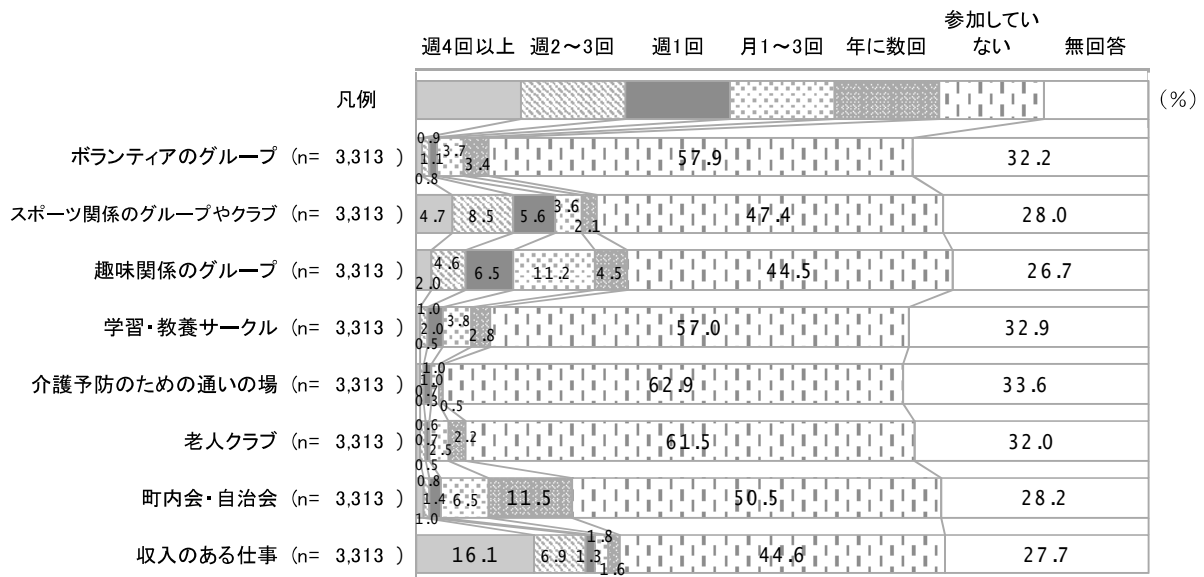 参加してい
週4回以上 週2～3回 週1回 月1～3回 年に数回 ない 無回答
凡例 (%)
0.9
ボランティアのグループ (n= 3,313 ) 1.1 3.7 3.4 57.9 32.2
0.8
スポーツ関係のグループやクラブ (n= 3,313 ) 4.7 8.5 5.6 3.6 2.1 47.4 28.0
趣味関係のグループ (n= 3,313 ) 2.0 4.6 6.5 11.2 4.5 44.5 26.7
1.0
学習・教養サークル (n= 3,313 ) 2.0 3.8 2.8 57.0 32.9
0.5
1.0
介護予防のための通いの場 (n= 3,313 ) 1.0 62.9 33.6
0.7
0.3 0.5
0.6
老人クラブ (n= 3,313 ) 0.7 2.5 2.2 61.5 32.0
0.5
0.8
町内会・自治会 (n= 3,313 ) 1.4 6.5 11.5 50.5 28.2
1.0
1.8
収入のある仕事 (n= 3,313 ) 16.1 6.9 1.3 44.6 27.7
1.6